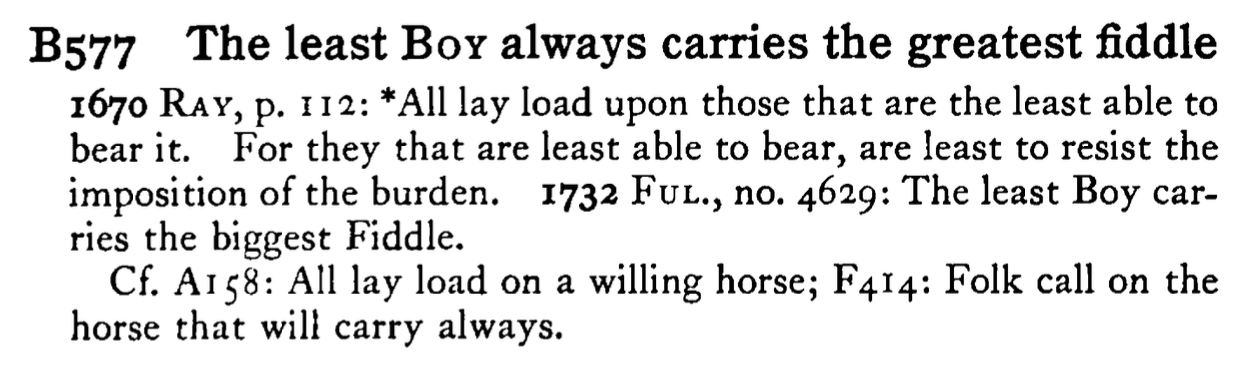 B577 The least Boy always carries the greatest fiddle
1670 Ray, p. 112: *All lay load upon those that are the least able to
bear it. For they that are least able to bear, are least to resist the
imposition of the burden. 1732 Ful., no. 4629: The least Boy car-
ries the biggest Fiddle.
Cf. A158: All lay load on a willing horse; F414: Folk call on the
horse that will carry always.